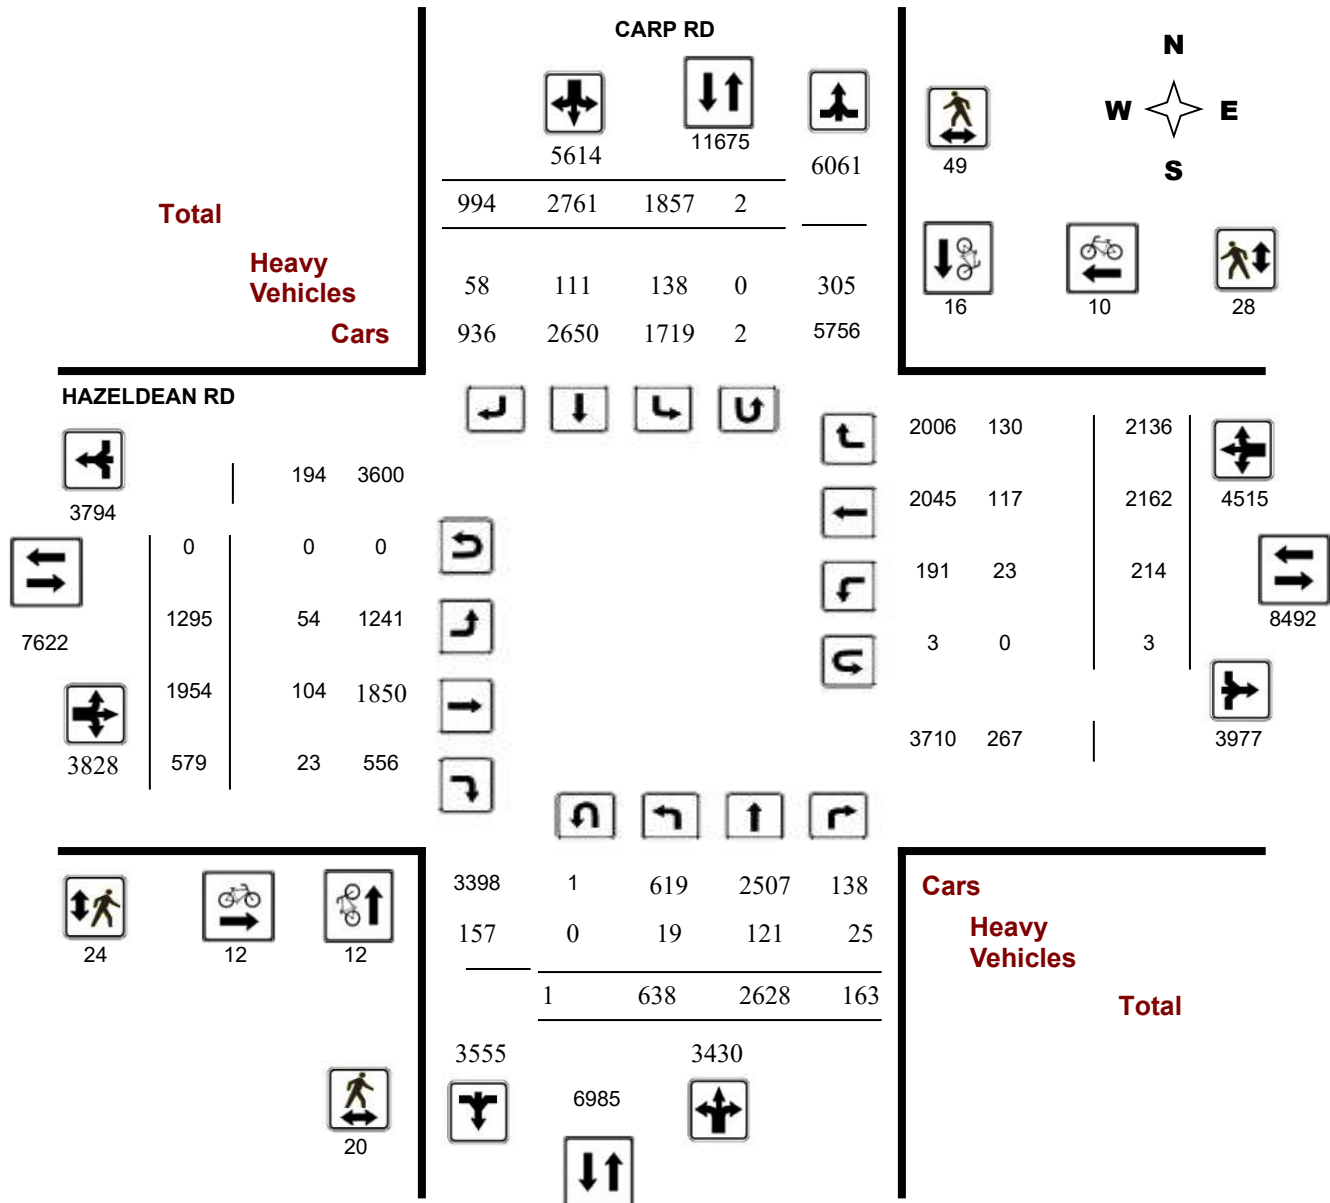 CARP RD
N
W E
S
5614 11675 6061 49
Total 994 2761 1857 2
Heavy
Vehicles 58 111 138 0 305
Cars 936 2650 1719 2 5756
16 10 28
HAZELDEAN RD
2006 130 2136
194 3600
3794 2045 117 2162 4515
0 0 0
191 23 214
7622 1295 54 1241 8492
3 0 3
1954 104 1850
3828 579 23 556 3710 267 3977
3398 1 619 2507 138 Cars
157 0 19 121 25 Heavy
Vehicles
24 12 12
1 638 2628 163 Total
3555 3430
6985
20